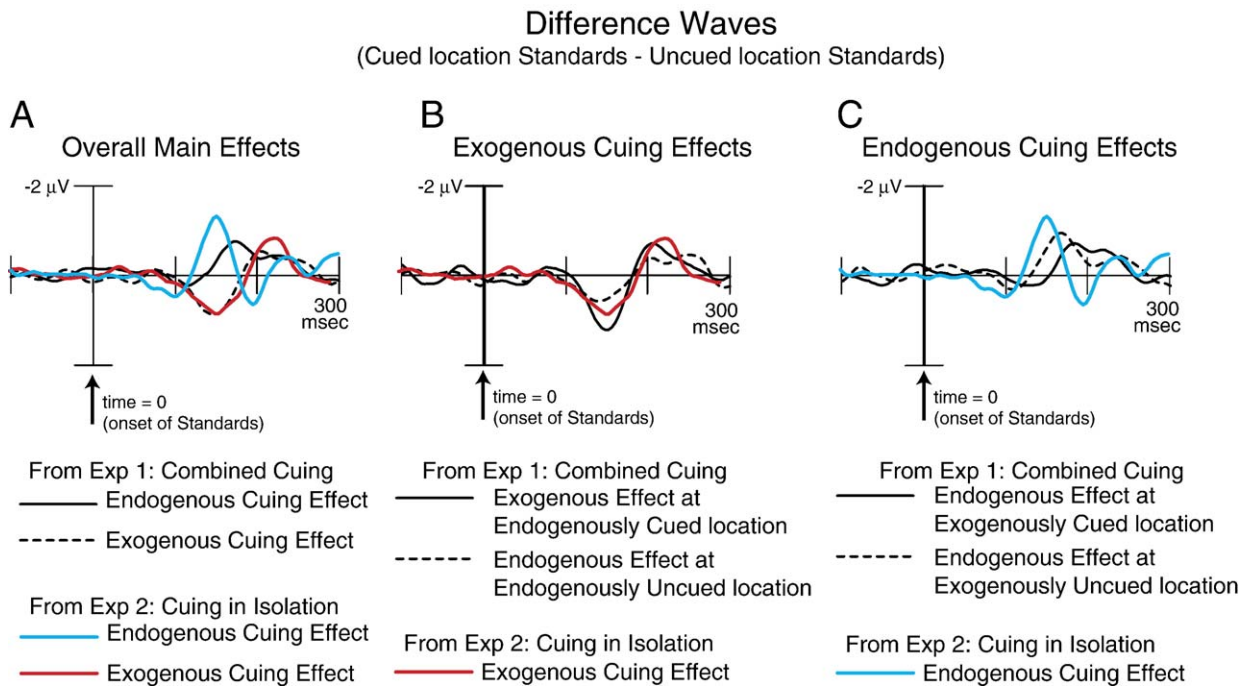 Difference Waves
(Cued location Standards - Uncued location Standards)
A
Overall Main Effects
-2 μV
300
msec
time = 0
(onset of Standards)
From Exp 1: Combined Cuing
Endogenous Cuing Effect
Exogenous Cuing Effect
From Exp 2: Cuing in Isolation
Endogenous Cuing Effect
Exogenous Cuing Effect
B
Exogenous Cuing Effects
300
msec
time = 0
(onset of Standards)
From Exp 1: Combined Cuing
Exogenous Effect at
Endogenously Cued location
Endogenous Effect at
Endogenously Uncued location
From Exp 2: Cuing in Isolation
Exogenous Cuing Effect
C
Endogenous Cuing Effects
-2 μV
300
msec
time = 0
(onset of Standards)
From Exp 1: Combined Cuing
Endogenous Effect at
Exogenously Cued location
Endogenous Effect at
Exogenously Uncued location
From Exp 2: Cuing in Isolation
Endogenous Cuing Effect